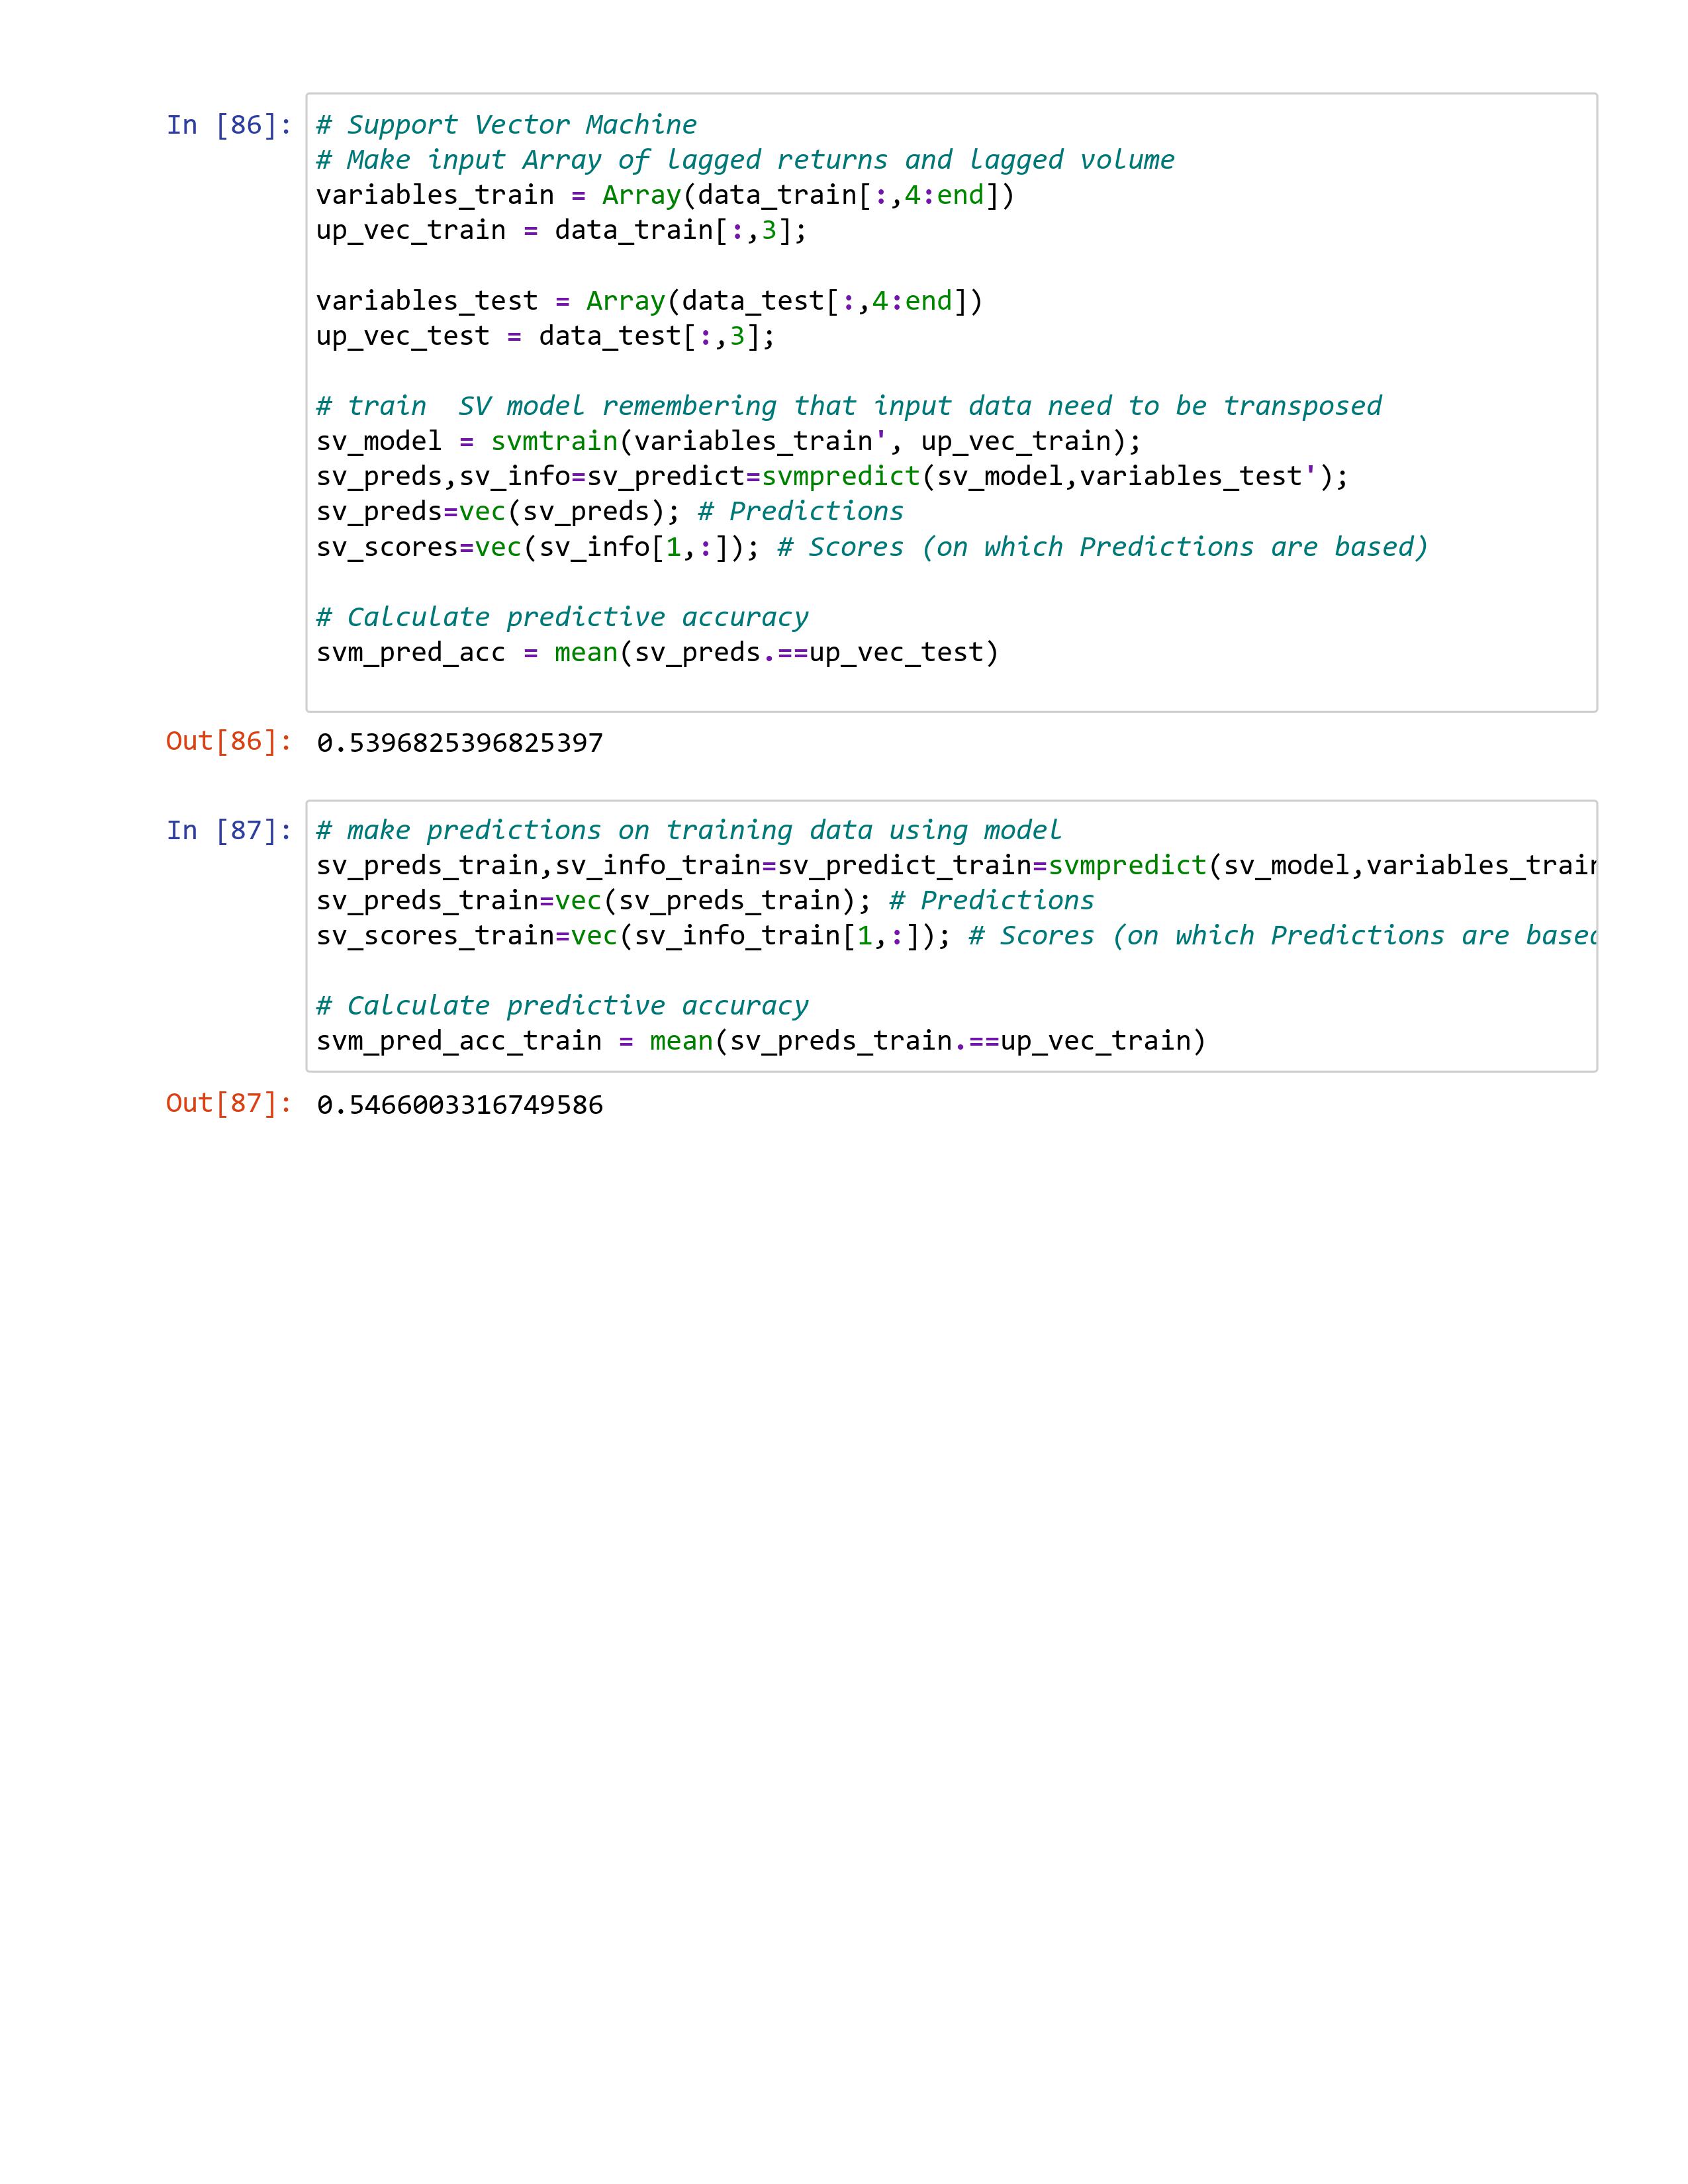 In [86]: # Support Vector Machine
# Make input Array of lagged returns and lagged volume
variables_train = Array(data_train[:,4:end])
up_vec_train = data_train[:,3];
variables_test = Array(data_test[:,4:end])
up_vec_test = data_test[:,3];
# train  SV model remembering that input data need to be transposed
sv_model = svmtrain(variables_train', up_vec_train);
sv_preds,sv_info=sv_predict=svmpredict(sv_model,variables_test');
sv_preds=vec(sv_preds); # Predictions
sv_scores=vec(sv_info[1,:]); # Scores (on which Predictions are based)
# Calculate predictive accuracy
svm_pred_acc = mean(sv_preds.==up_vec_test)
Out[86]: 0.5396825396825397
In [87]: # make predictions on training data using model
sv_preds_train,sv_info_train=sv_predict_train=svmpredict(sv_model,variables_train
sv_preds_train=vec(sv_preds_train); # Predictions
sv_scores_train=vec(sv_info_train[1,:]); # Scores (on which Predictions are based
# Calculate predictive accuracy
svm_pred_acc_train = mean(sv_preds_train.==up_vec_train)
Out[87]: 0.5466003316749586